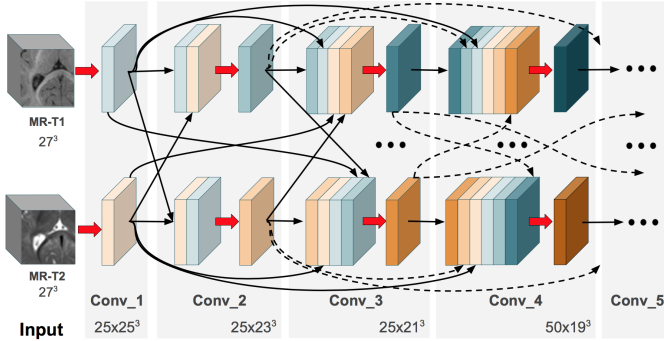 MR-T1
27³
MR-T2
27³
Input
Conv_1
25x25³
Conv_2
25x23³
Conv_3
25x21³
Conv_4
50x19³
Conv_5